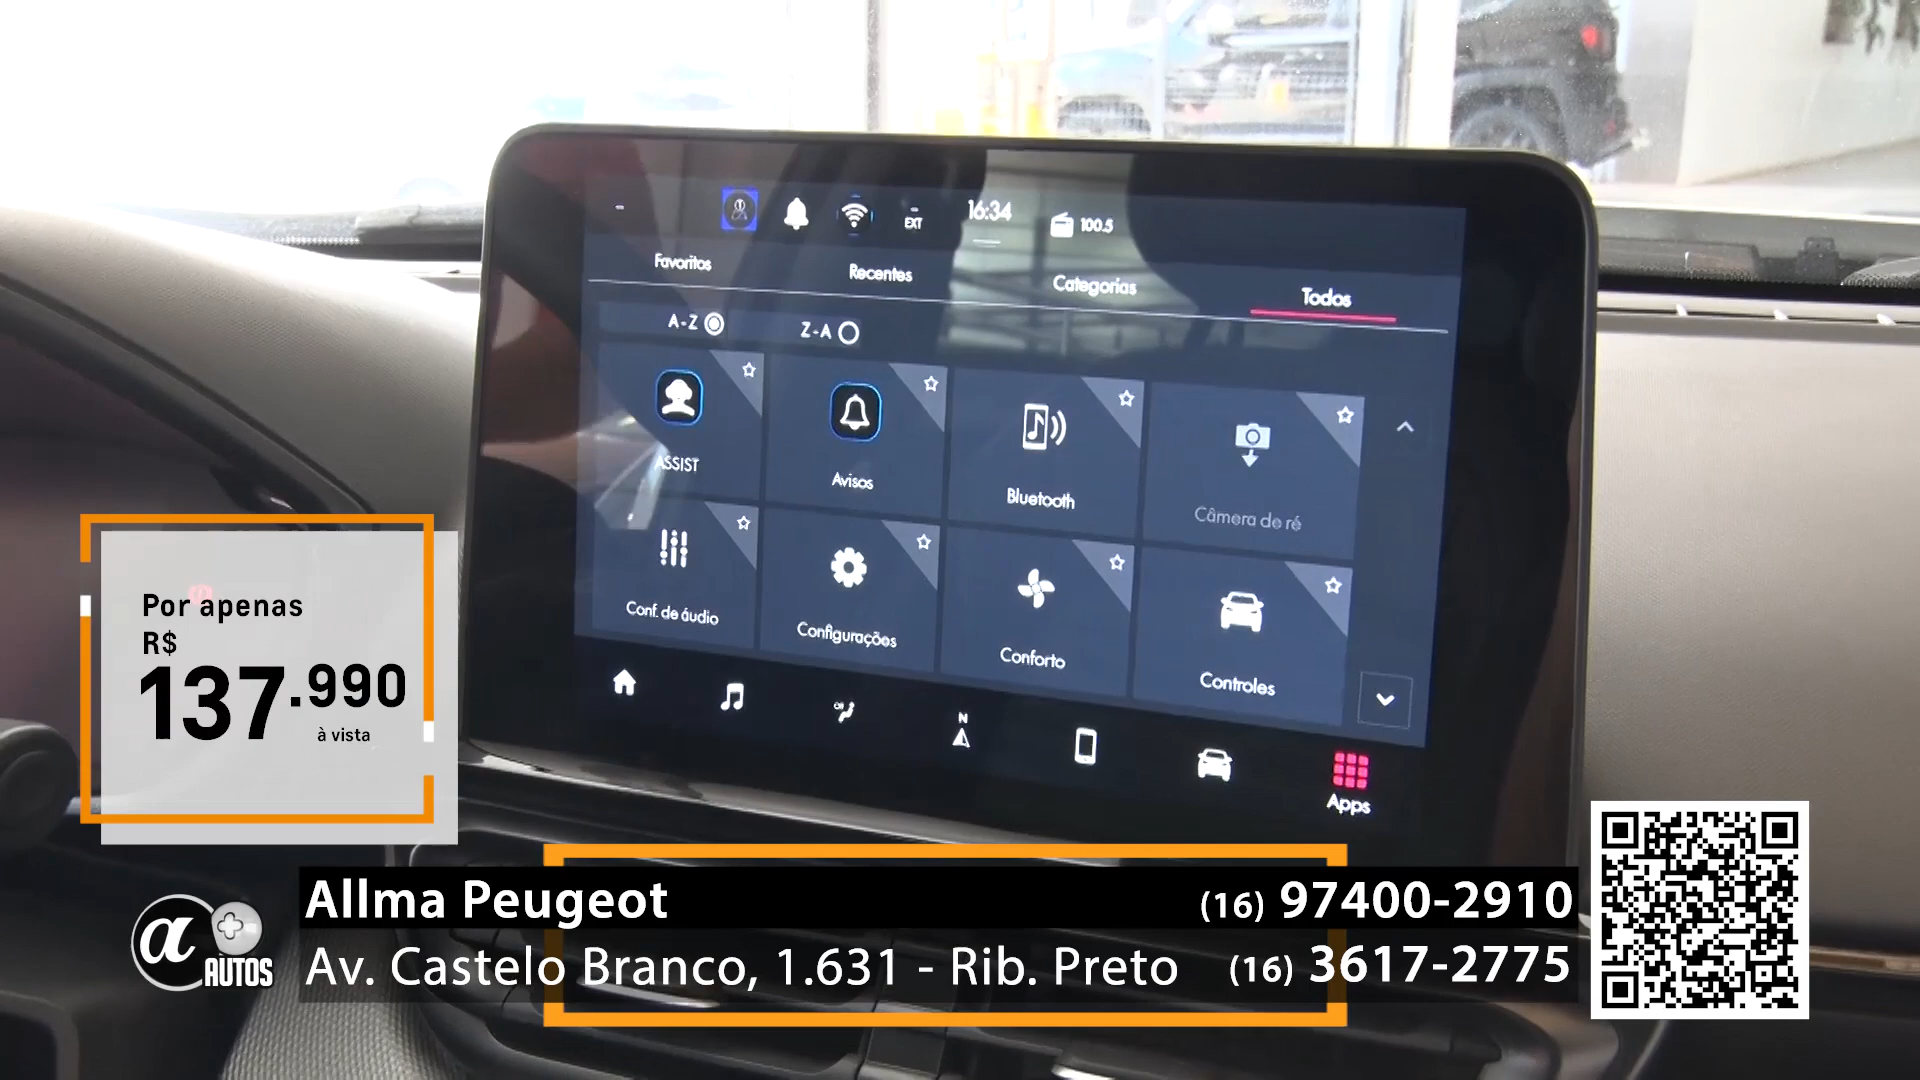 EXT
16:34
100.5
Favoritos
Recentes
Categorias
Todos
A-Z
Z-A
ASSIST
Avisos
Bluetooth
Câmera de ré
Conf. de áudio
Configurações
Conforto
Controles
N
Apps
Por apenas
R$
137.990
à vista
α+ AUTOS
Allma Peugeot
(16) 97400-2910
Av. Castelo Branco, 1.631 - Rib. Preto
(16) 3617-2775